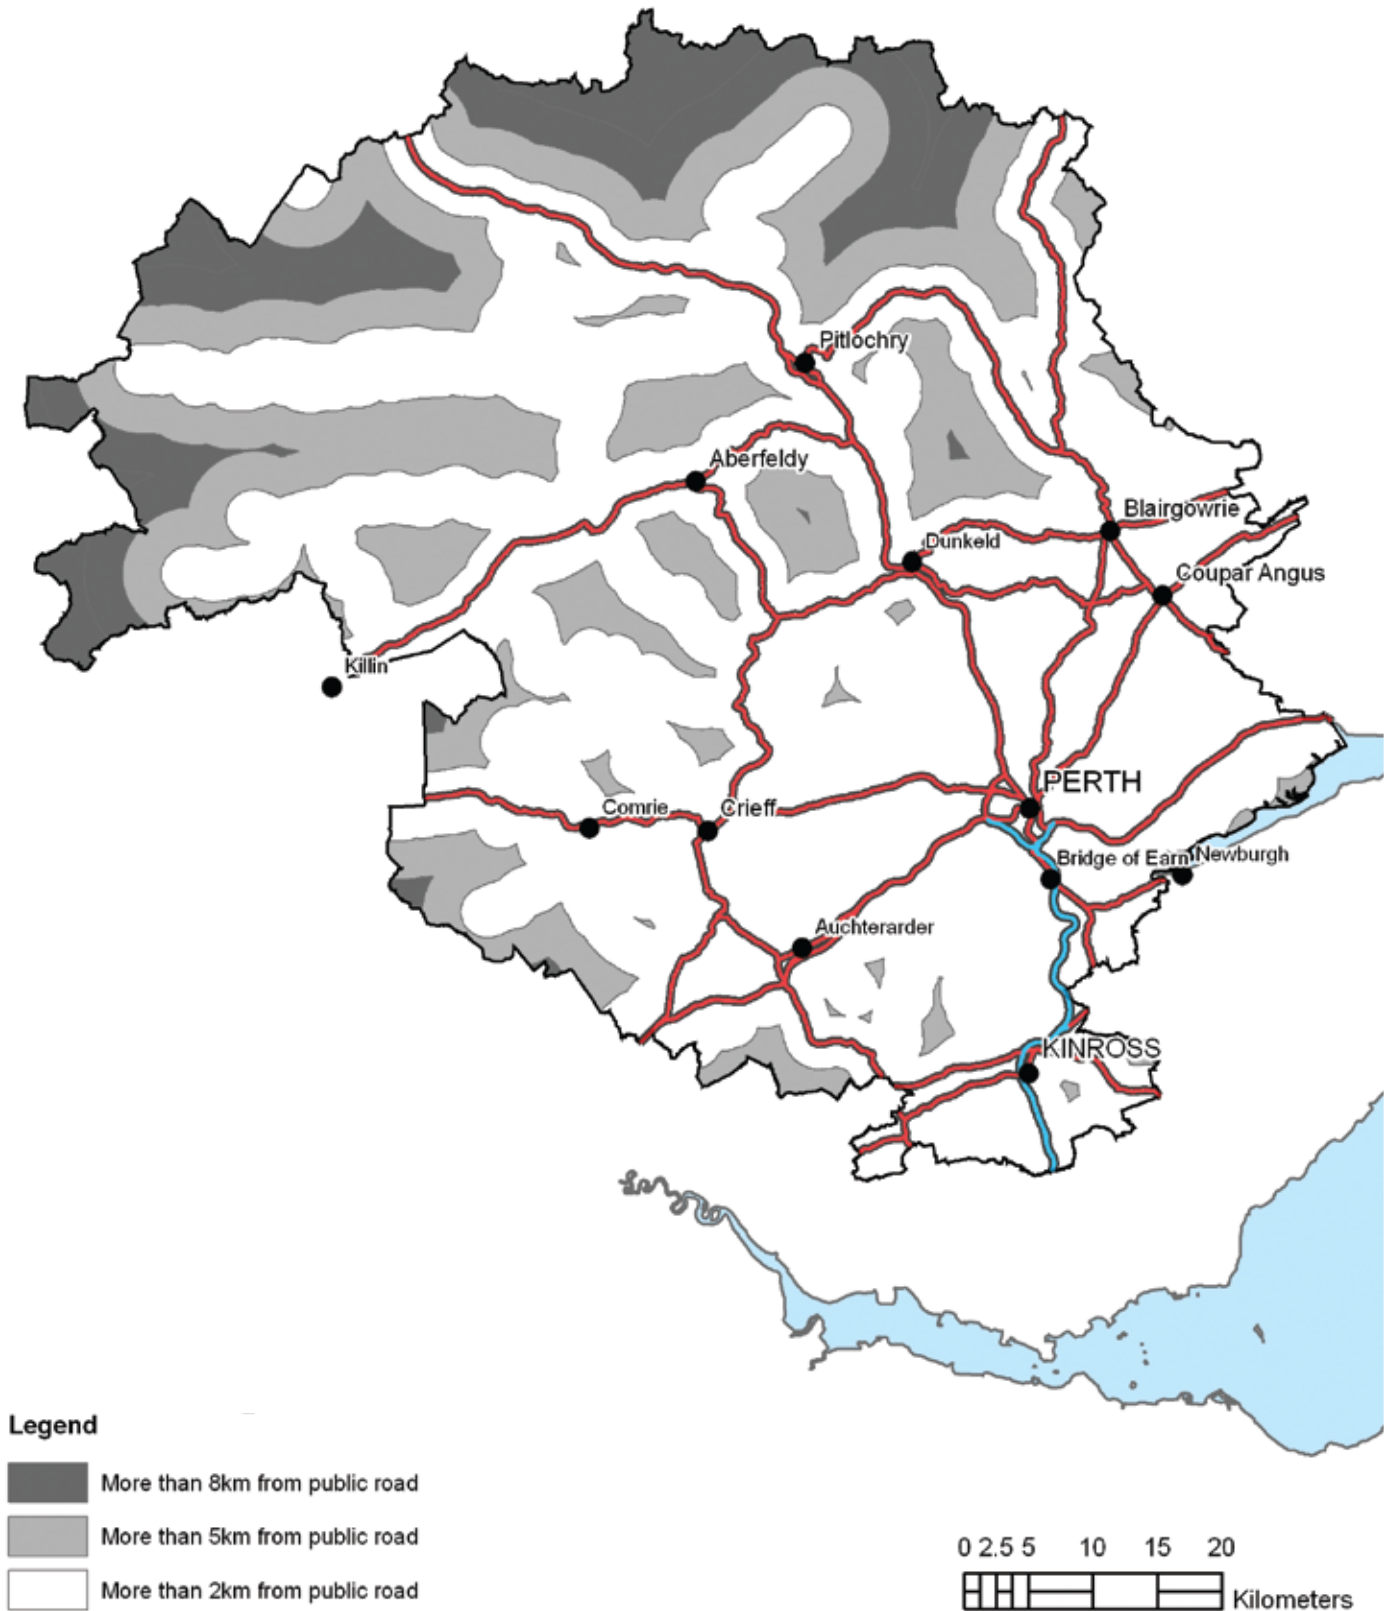 Pitlochry
Aberfeldy
Blairgowrie
Dunkeld
Coupar Angus
Killin
PERTH
Comrie
Crieff
Bridge of Earn
Newburgh
Auchterarder
KINROSS
Legend
More than 8km from public road
More than 5km from public road
More than 2km from public road
0 2.5 5 10 15 20
Kilometers